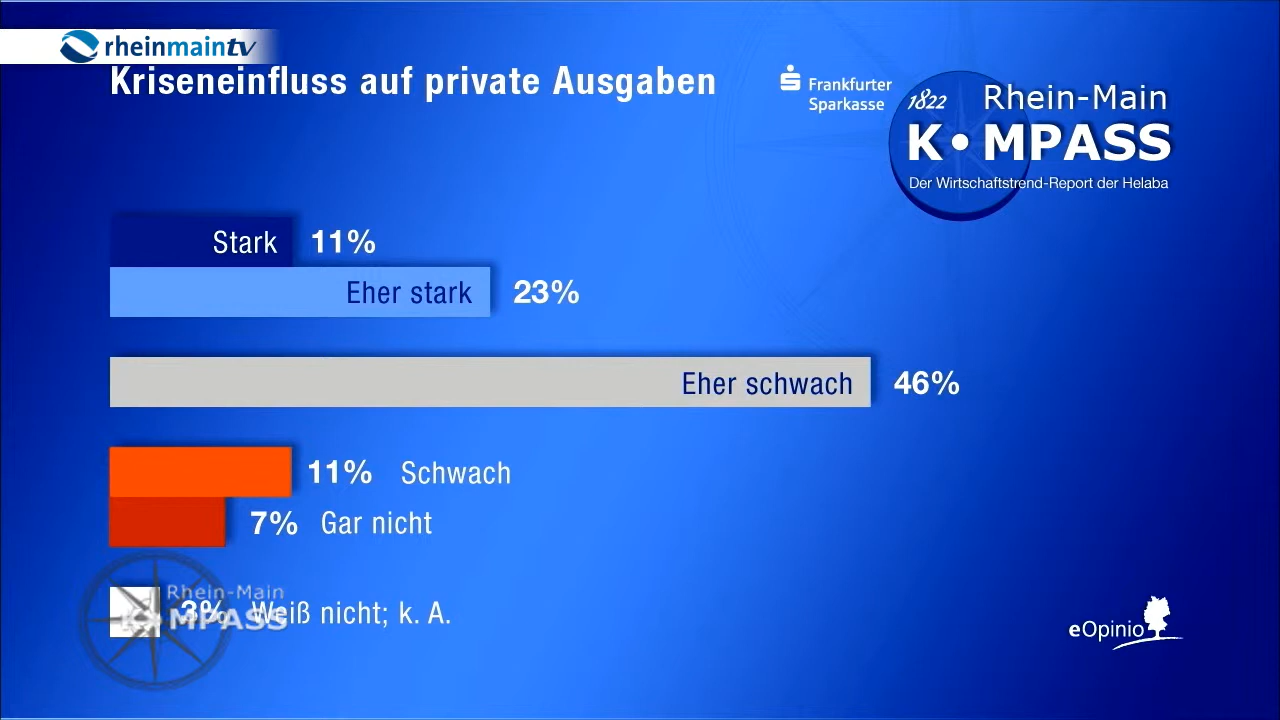 rheinmaintv
Kriseneinfluss auf private Ausgaben
Frankfurter
Sparkasse
1822
Rhein-Main
K•MPASS
Der Wirtschaftstrend-Report der Helaba
Stark 11%
Eher stark 23%
Eher schwach 46%
11% Schwach
7% Gar nicht
Rhein-Main
K•MPASS
3% Weiß nicht; k. A.
eOpinio